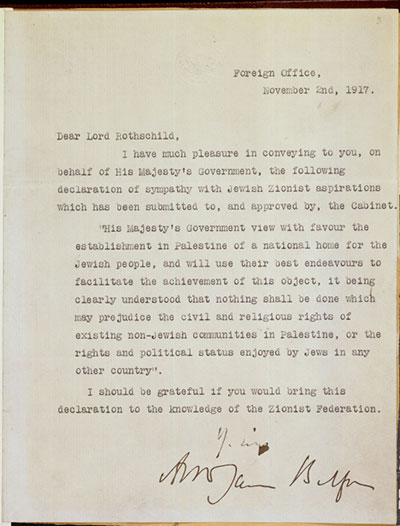 Foreign Office,
November 2nd, 1917.
Dear Lord Rothschild,
I have much pleasure in conveying to you, on
behalf of His Majesty's Government, the following
declaration of sympathy with Jewish Zionist aspirations
which has been submitted to, and approved by, the Cabinet.
"His Majesty's Government view with favour the
establishment in Palestine of a national home for the
Jewish people, and will use their best endeavours to
facilitate the achievement of this object, it being
clearly understood that nothing shall be done which
may prejudice the civil and religious rights of
existing non-Jewish communities in Palestine, or the
rights and political status enjoyed by Jews in any
other country".
I should be grateful if you would bring this
declaration to the knowledge of the Zionist Federation.